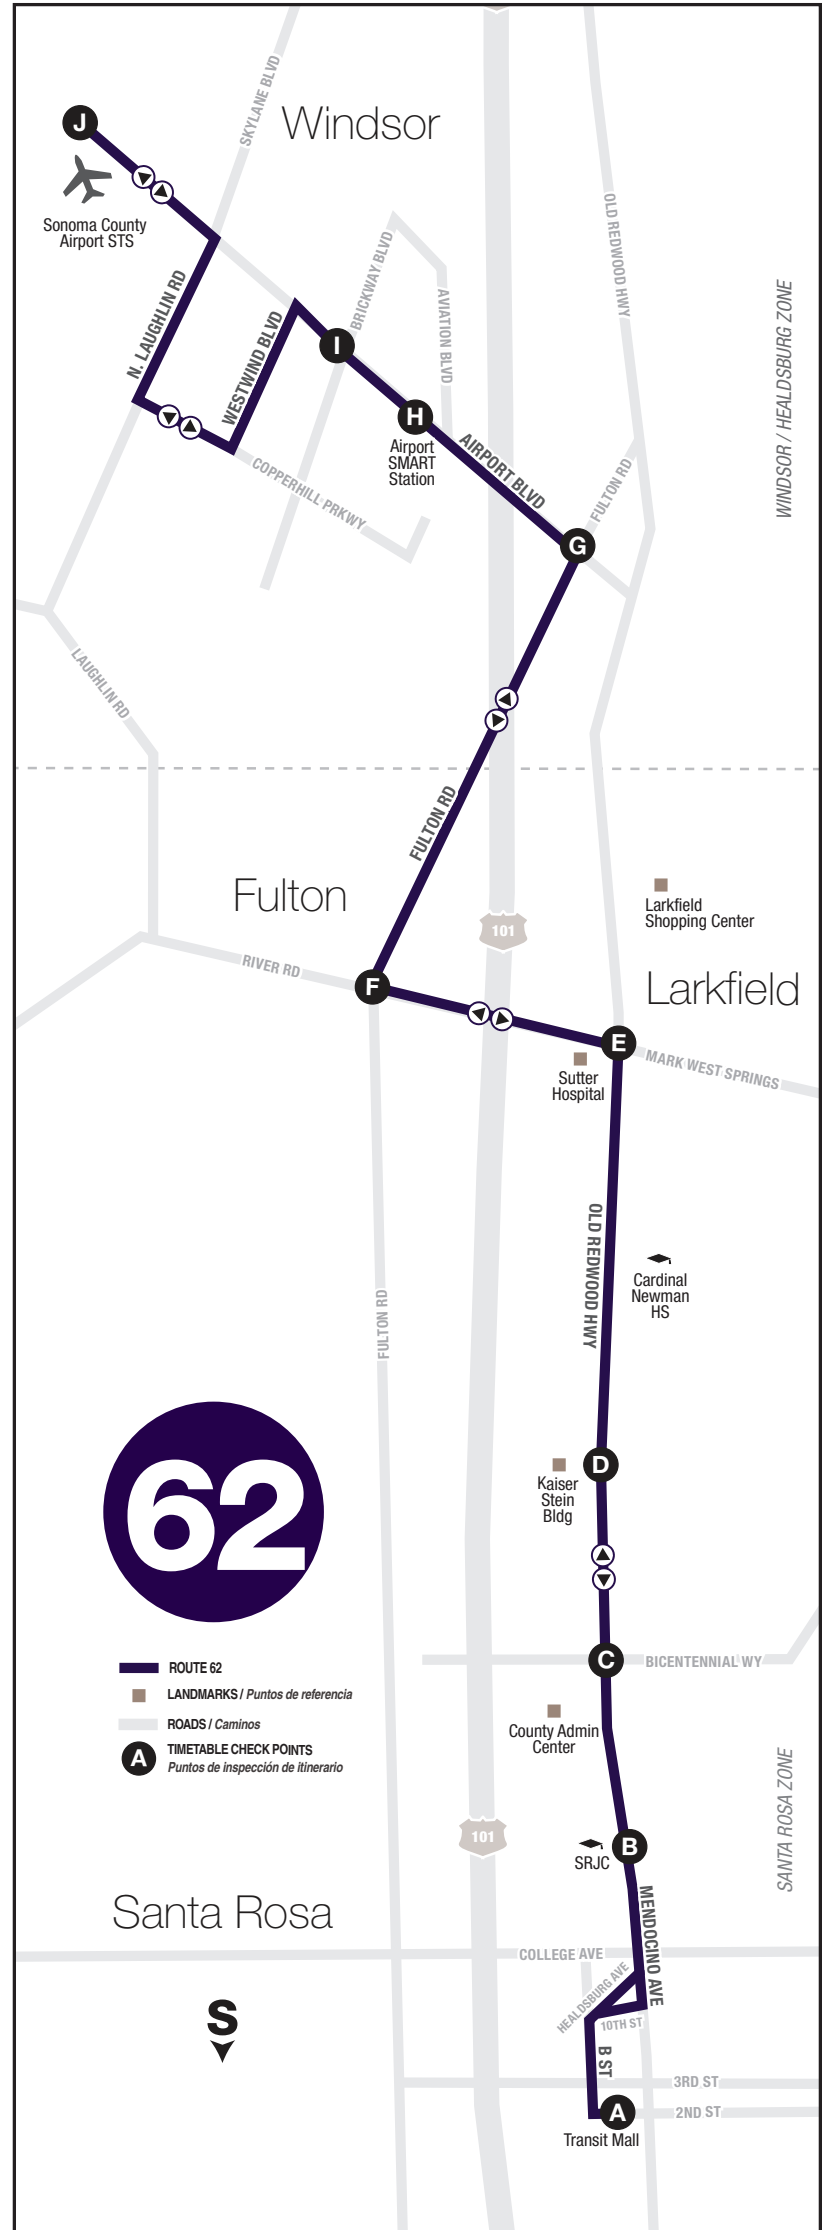 Windsor
SKYLANE BLVD
J
Sonoma County
Airport STS
OLD REDWOOD HWY
BRICKWAY BLVD
AVIATION BLVD
N. LAUGHLIN RD
WESTWIND BLVD
WINDSOR / HEALDSBURG ZONE
I
H
Airport
SMART
Station
AIRPORT BLVD
COPPERHILL PRKWY
FULTON RD
G
LAUGHLIN RD
FULTON RD
Fulton
Larkfield
Shopping Center
101
RIVER RD
Larkfield
F
E
MARK WEST SPRINGS
Sutter
Hospital
OLD REDWOOD HWY
Cardinal
Newman
HS
FULTON RD
62
D
Kaiser
Stein
Bldg
C
BICENTENNIAL WY
ROUTE 62
LANDMARKS / Puntos de referencia
ROADS / Caminos
A
TIMETABLE CHECK POINTS
Puntos de inspección de itinerario
County Admin
Center
SANTA ROSA ZONE
101
B
SRJC
Santa Rosa
MENDOCINO AVE
COLLEGE AVE
HEALDSBURG AVE
10TH ST
S
B ST
3RD ST
A
2ND ST
Transit Mall